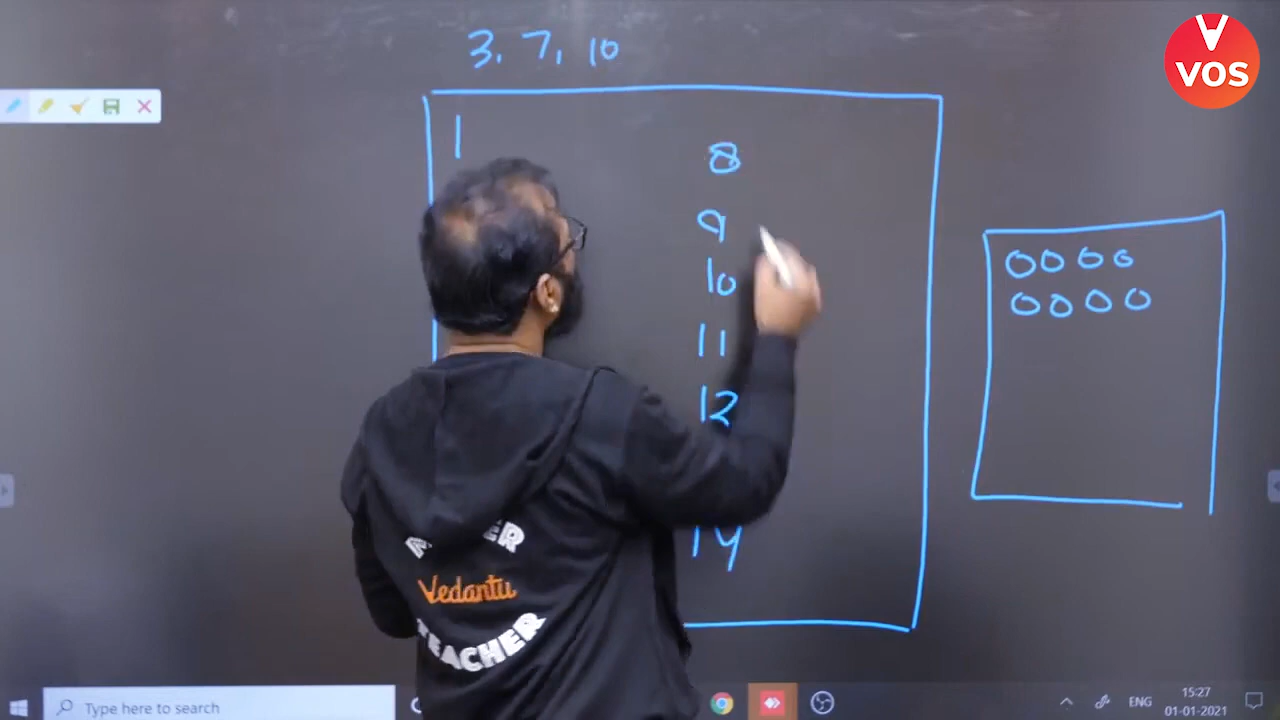 VOS
3, 7, 10
1
8
9
10
11
12
14
0000
0000
Vedantu
TEACHER
Type here to search
ENG
15:27
01-01-2021